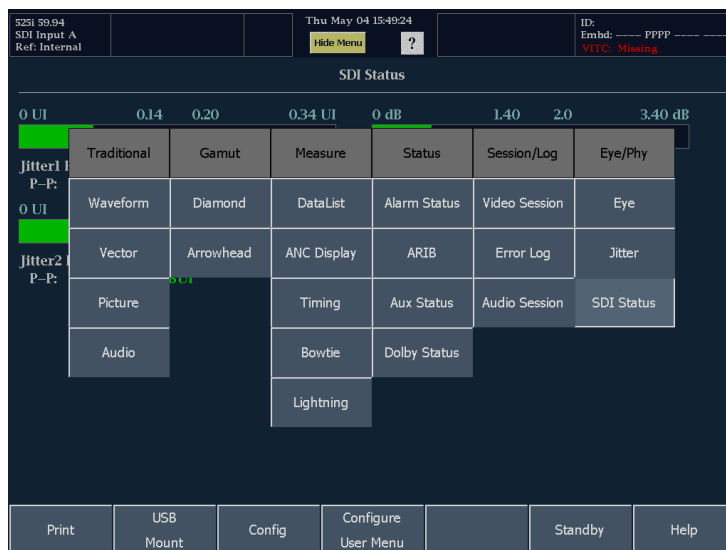 525i 59.94
SDI Input A
Ref: Internal
Thu May 04 15:49:24
Hide Menu
?
ID:
Embd: ---- PPPP ---- ----
VITC: Missing
SDI Status
0 UI 0.14 0.20 0.34 UI 0 dB 1.40 2.0 3.40 dB
Traditional Gamut Measure Status Session/Log Eye/Phy
Jitter1
P-P:
Waveform Diamond DataList Alarm Status Video Session Eye
0 UI
Vector Arrowhead ANC Display ARIB Error Log Jitter
Jitter2
P-P:
UI
Picture Timing Aux Status Audio Session SDI Status
Audio Bowtie Dolby Status
Lightning
Print USB Mount Config Configure User Menu Standby Help